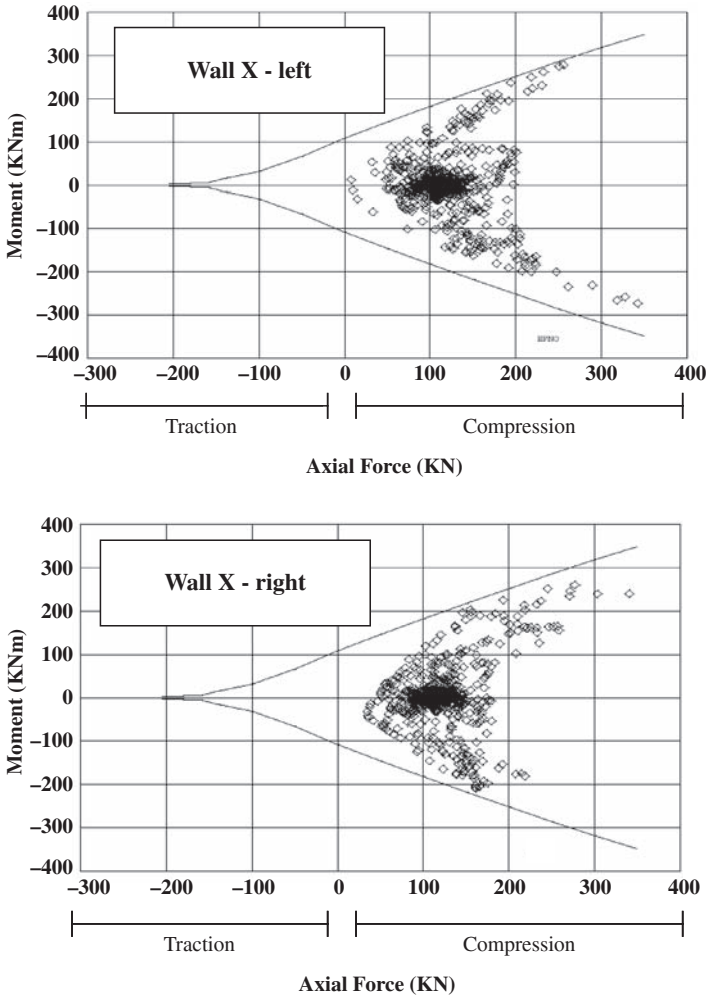 400
300
200
100
0
−100
−200
−300
−400
Moment (KNm)
Wall X - left
−300 −200 −100 0 100 200 300 400
Traction Compression
Axial Force (KN)
400
300
200
100
0
−100
−200
−300
−400
Moment (KNm)
Wall X - right
−300 −200 −100 0 100 200 300 400
Traction Compression
Axial Force (KN)